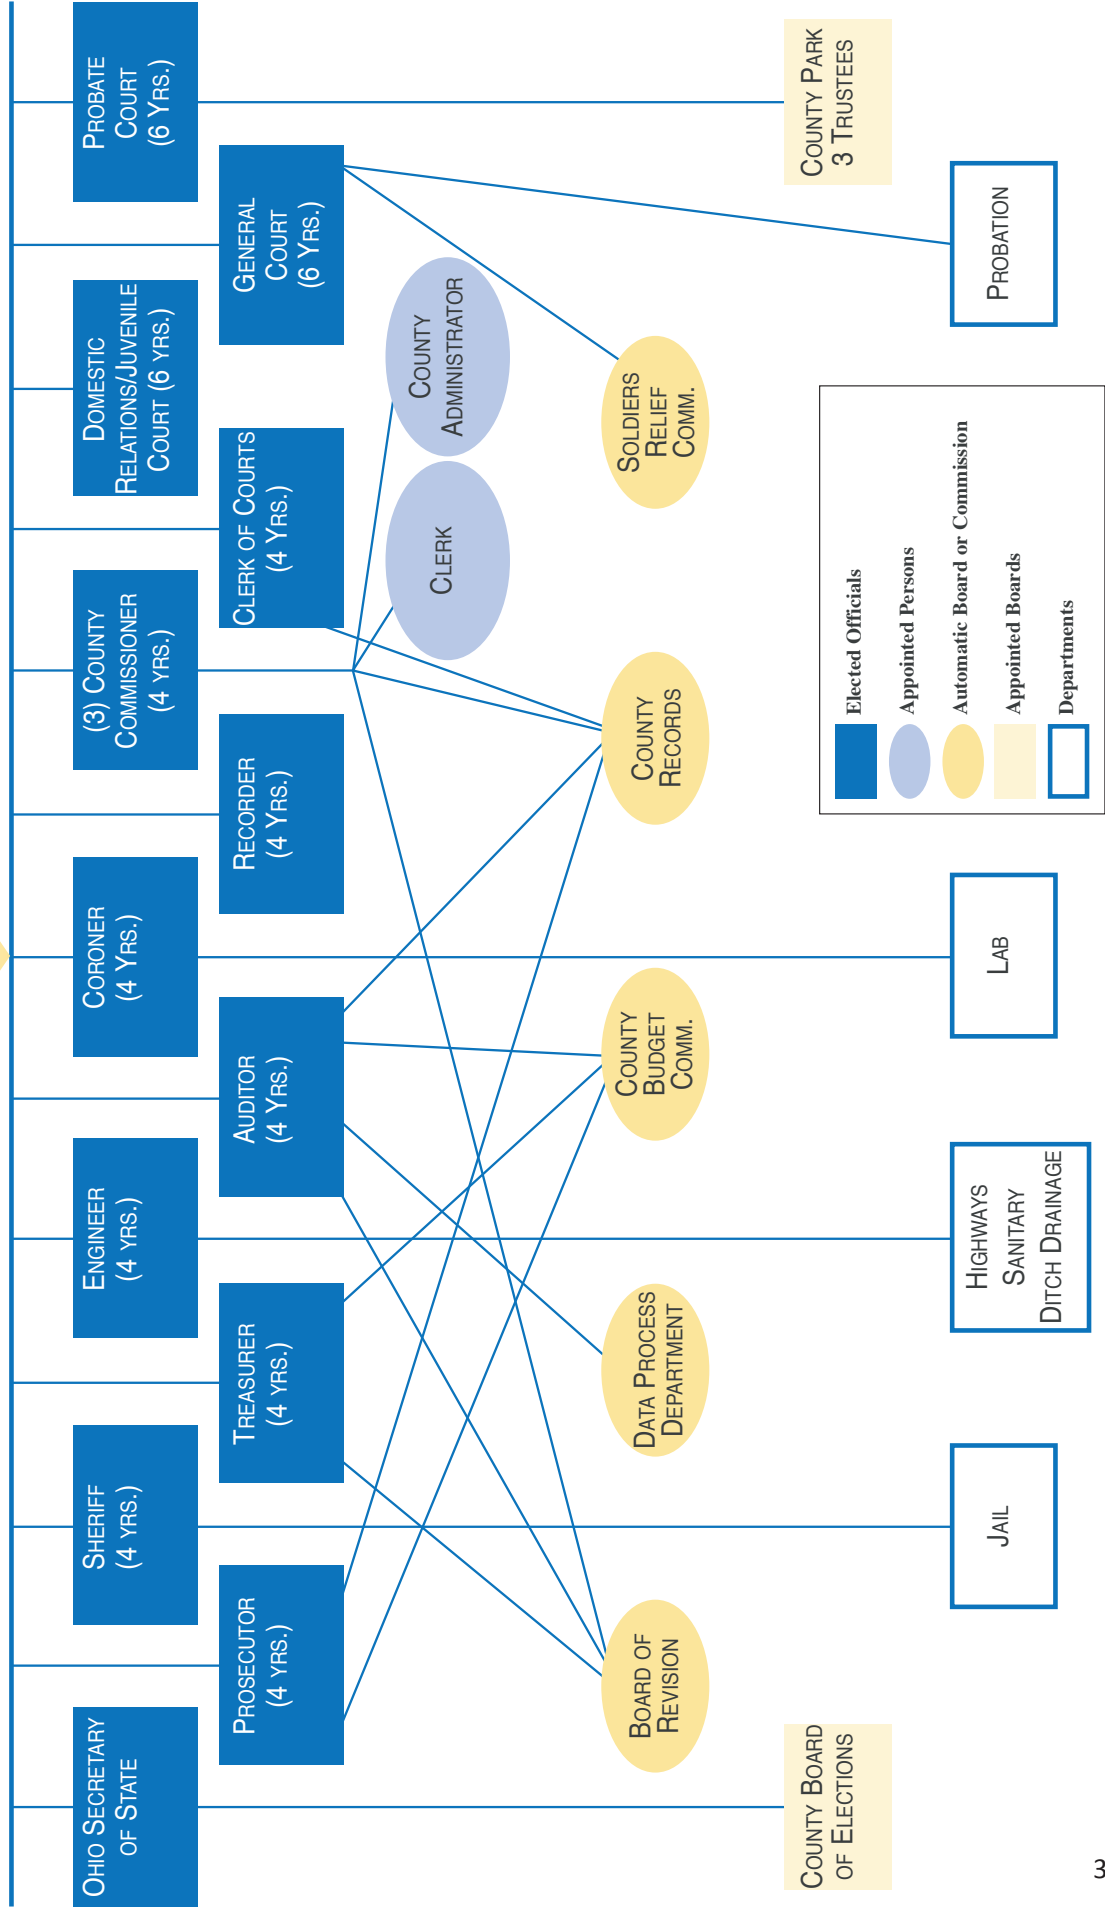 OHIO SECRETARY
OF STATE
SHERIFF
(4 YRS.)
ENGINEER
(4 YRS.)
CORONER
(4 YRS.)
(3) COUNTY
COMMISSIONER
(4 YRS.)
DOMESTIC
RELATIONS/JUVENILE
COURT (6 YRS.)
PROBATE
COURT
(6 YRS.)
PROSECUTOR
(4 YRS.)
TREASURER
(4 YRS.)
AUDITOR
(4 YRS.)
RECORDER
(4 YRS.)
CLERK OF COURTS
(4 YRS.)
GENERAL
COURT
(6 YRS.)
CLERK
COUNTY
ADMINISTRATOR
BOARD OF
REVISION
DATA PROCESS
DEPARTMENT
COUNTY
BUDGET
COMM.
COUNTY
RECORDS
SOLDIERS
RELIEF
COMM.
COUNTY BOARD
OF ELECTIONS
COUNTY PARK
3 TRUSTEES
JAIL
HIGHWAYS
SANITARY
DITCH DRAINAGE
LAB
PROBATION
Elected Officials
Appointed Persons
Automatic Board or Commission
Appointed Boards
Departments
3